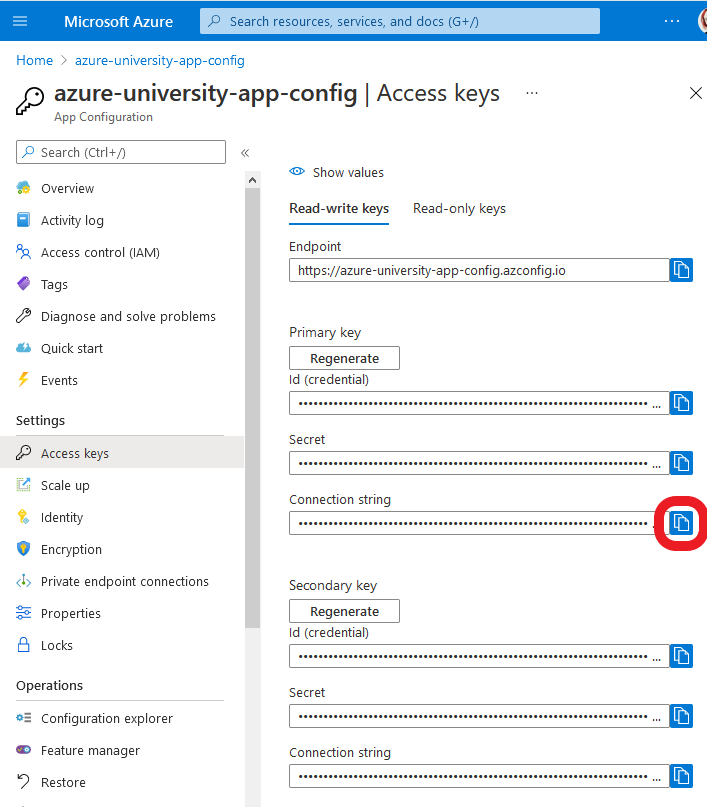 Microsoft Azure
Search resources, services, and docs (G+/)
...
Home > azure-university-app-config
azure-university-app-config | Access keys
...
App Configuration
Search (Ctrl+/)
«
Overview
Activity log
Access control (IAM)
Tags
Diagnose and solve problems
Quick start
Events
Settings
Access keys
Scale up
Identity
Encryption
Private endpoint connections
Properties
Locks
Operations
Configuration explorer
Feature manager
Restore
Show values
Read-write keys
Read-only keys
Endpoint
https://azure-university-app-config.azconfig.io
Primary key
Regenerate
Id (credential)
...
Secret
...
Connection string
Secondary key
Regenerate
Id (credential)
...
Secret
...
Connection string
...